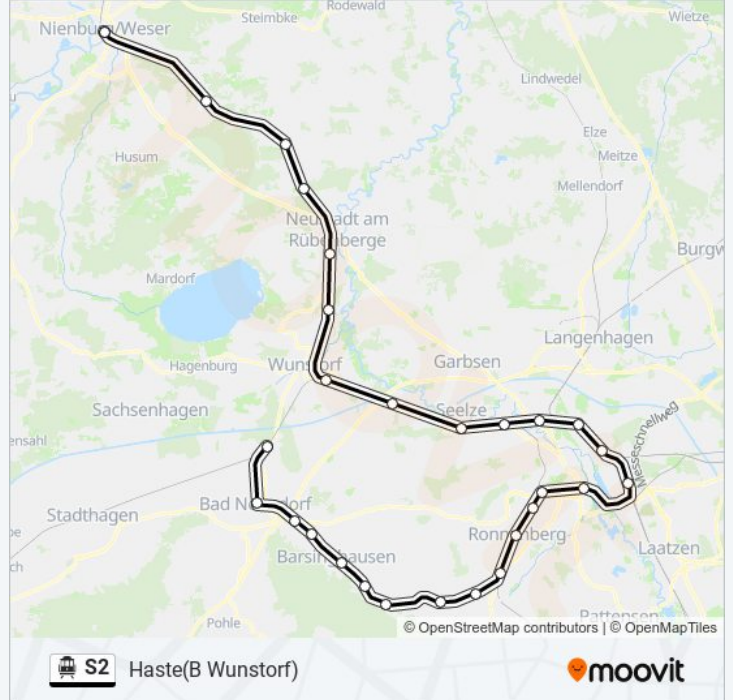 Rodewald
Steimbke
Wietze
Nienburg/Weser
Lindwedel
Elze
Meitze
Husum
Mellendorf
Neustadt am
Rübenberge
Burgw
Mardorf
Langenhagen
Hagenburg
Wunstorf
Garbsen
Sachsenhagen
Seelze
ensahl
Messeschnellweg
Stadthagen
Bad Nenndorf
Ronnenberg
Laatzen
Barsinghausen
Pohle
Pattensen
© OpenStreetMap contributors | © OpenMapTiles
S2 Haste(B Wunstorf)
moovit